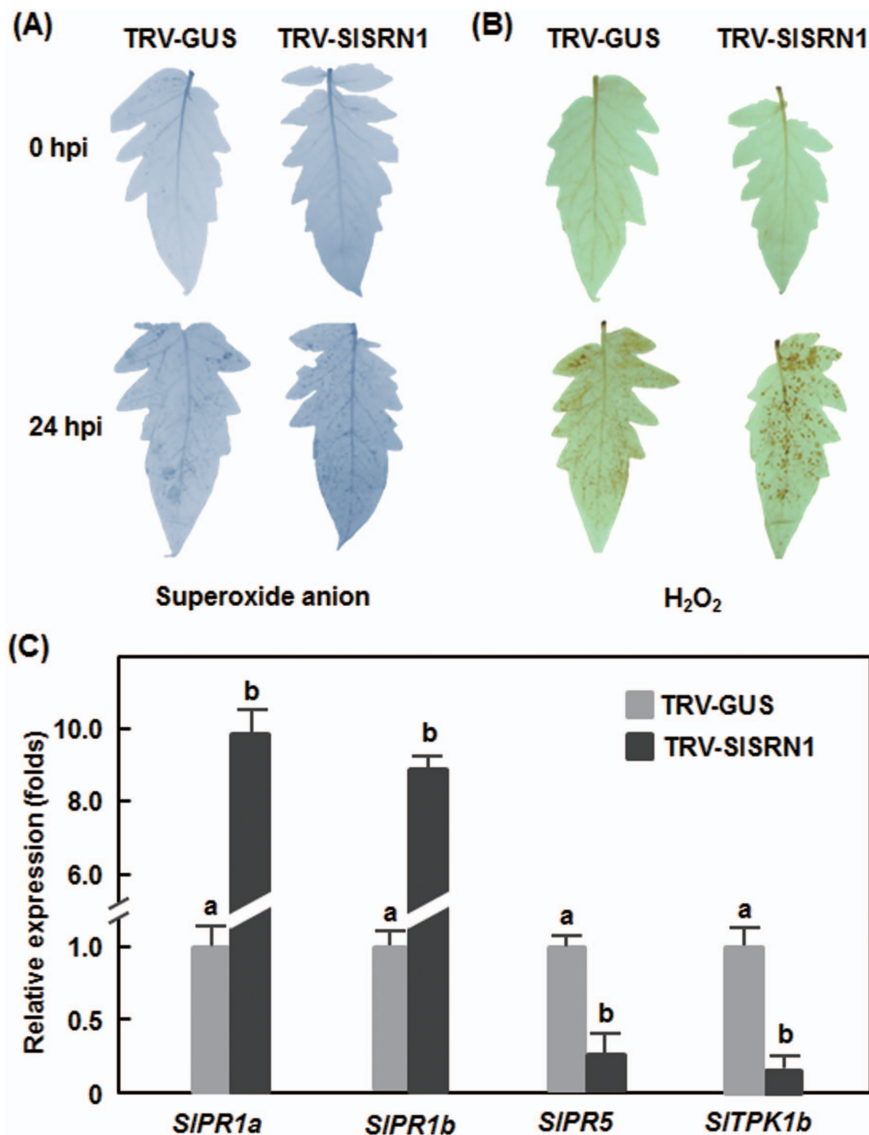 (A)
TRV-GUS TRV-SlSRN1
(B)
TRV-GUS TRV-SlSRN1
0 hpi
24 hpi
Superoxide anion
H₂O₂
(C)
Relative expression (folds)
10.0
8.0
6.0
1.0
0.5
0
a b
a b
a b
a b
TRV-GUS
TRV-SlSRN1
SlPR1a SlPR1b SlPR5 SlTPK1b